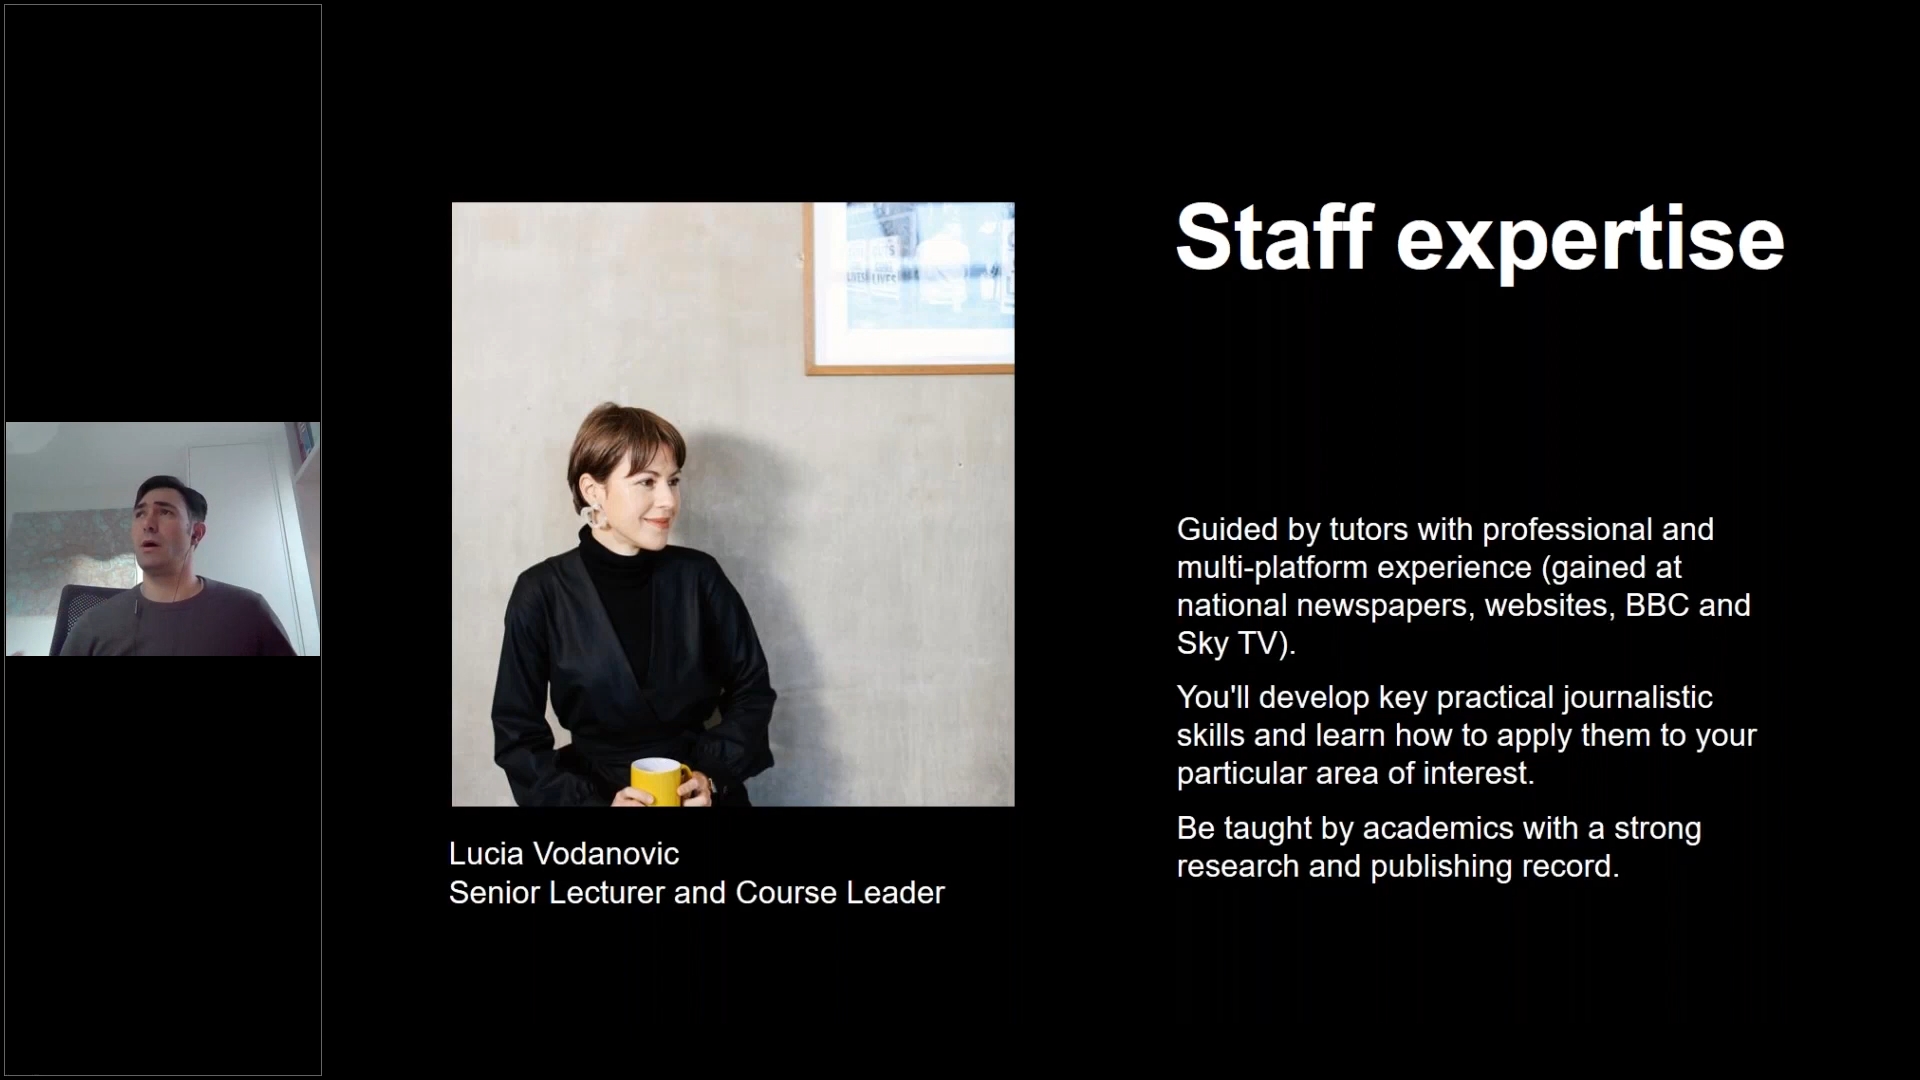 Staff expertise
Guided by tutors with professional and
multi-platform experience (gained at
national newspapers, websites, BBC and
Sky TV).
You'll develop key practical journalistic
skills and learn how to apply them to your
particular area of interest.
Be taught by academics with a strong
research and publishing record.
Lucia Vodanovic
Senior Lecturer and Course Leader